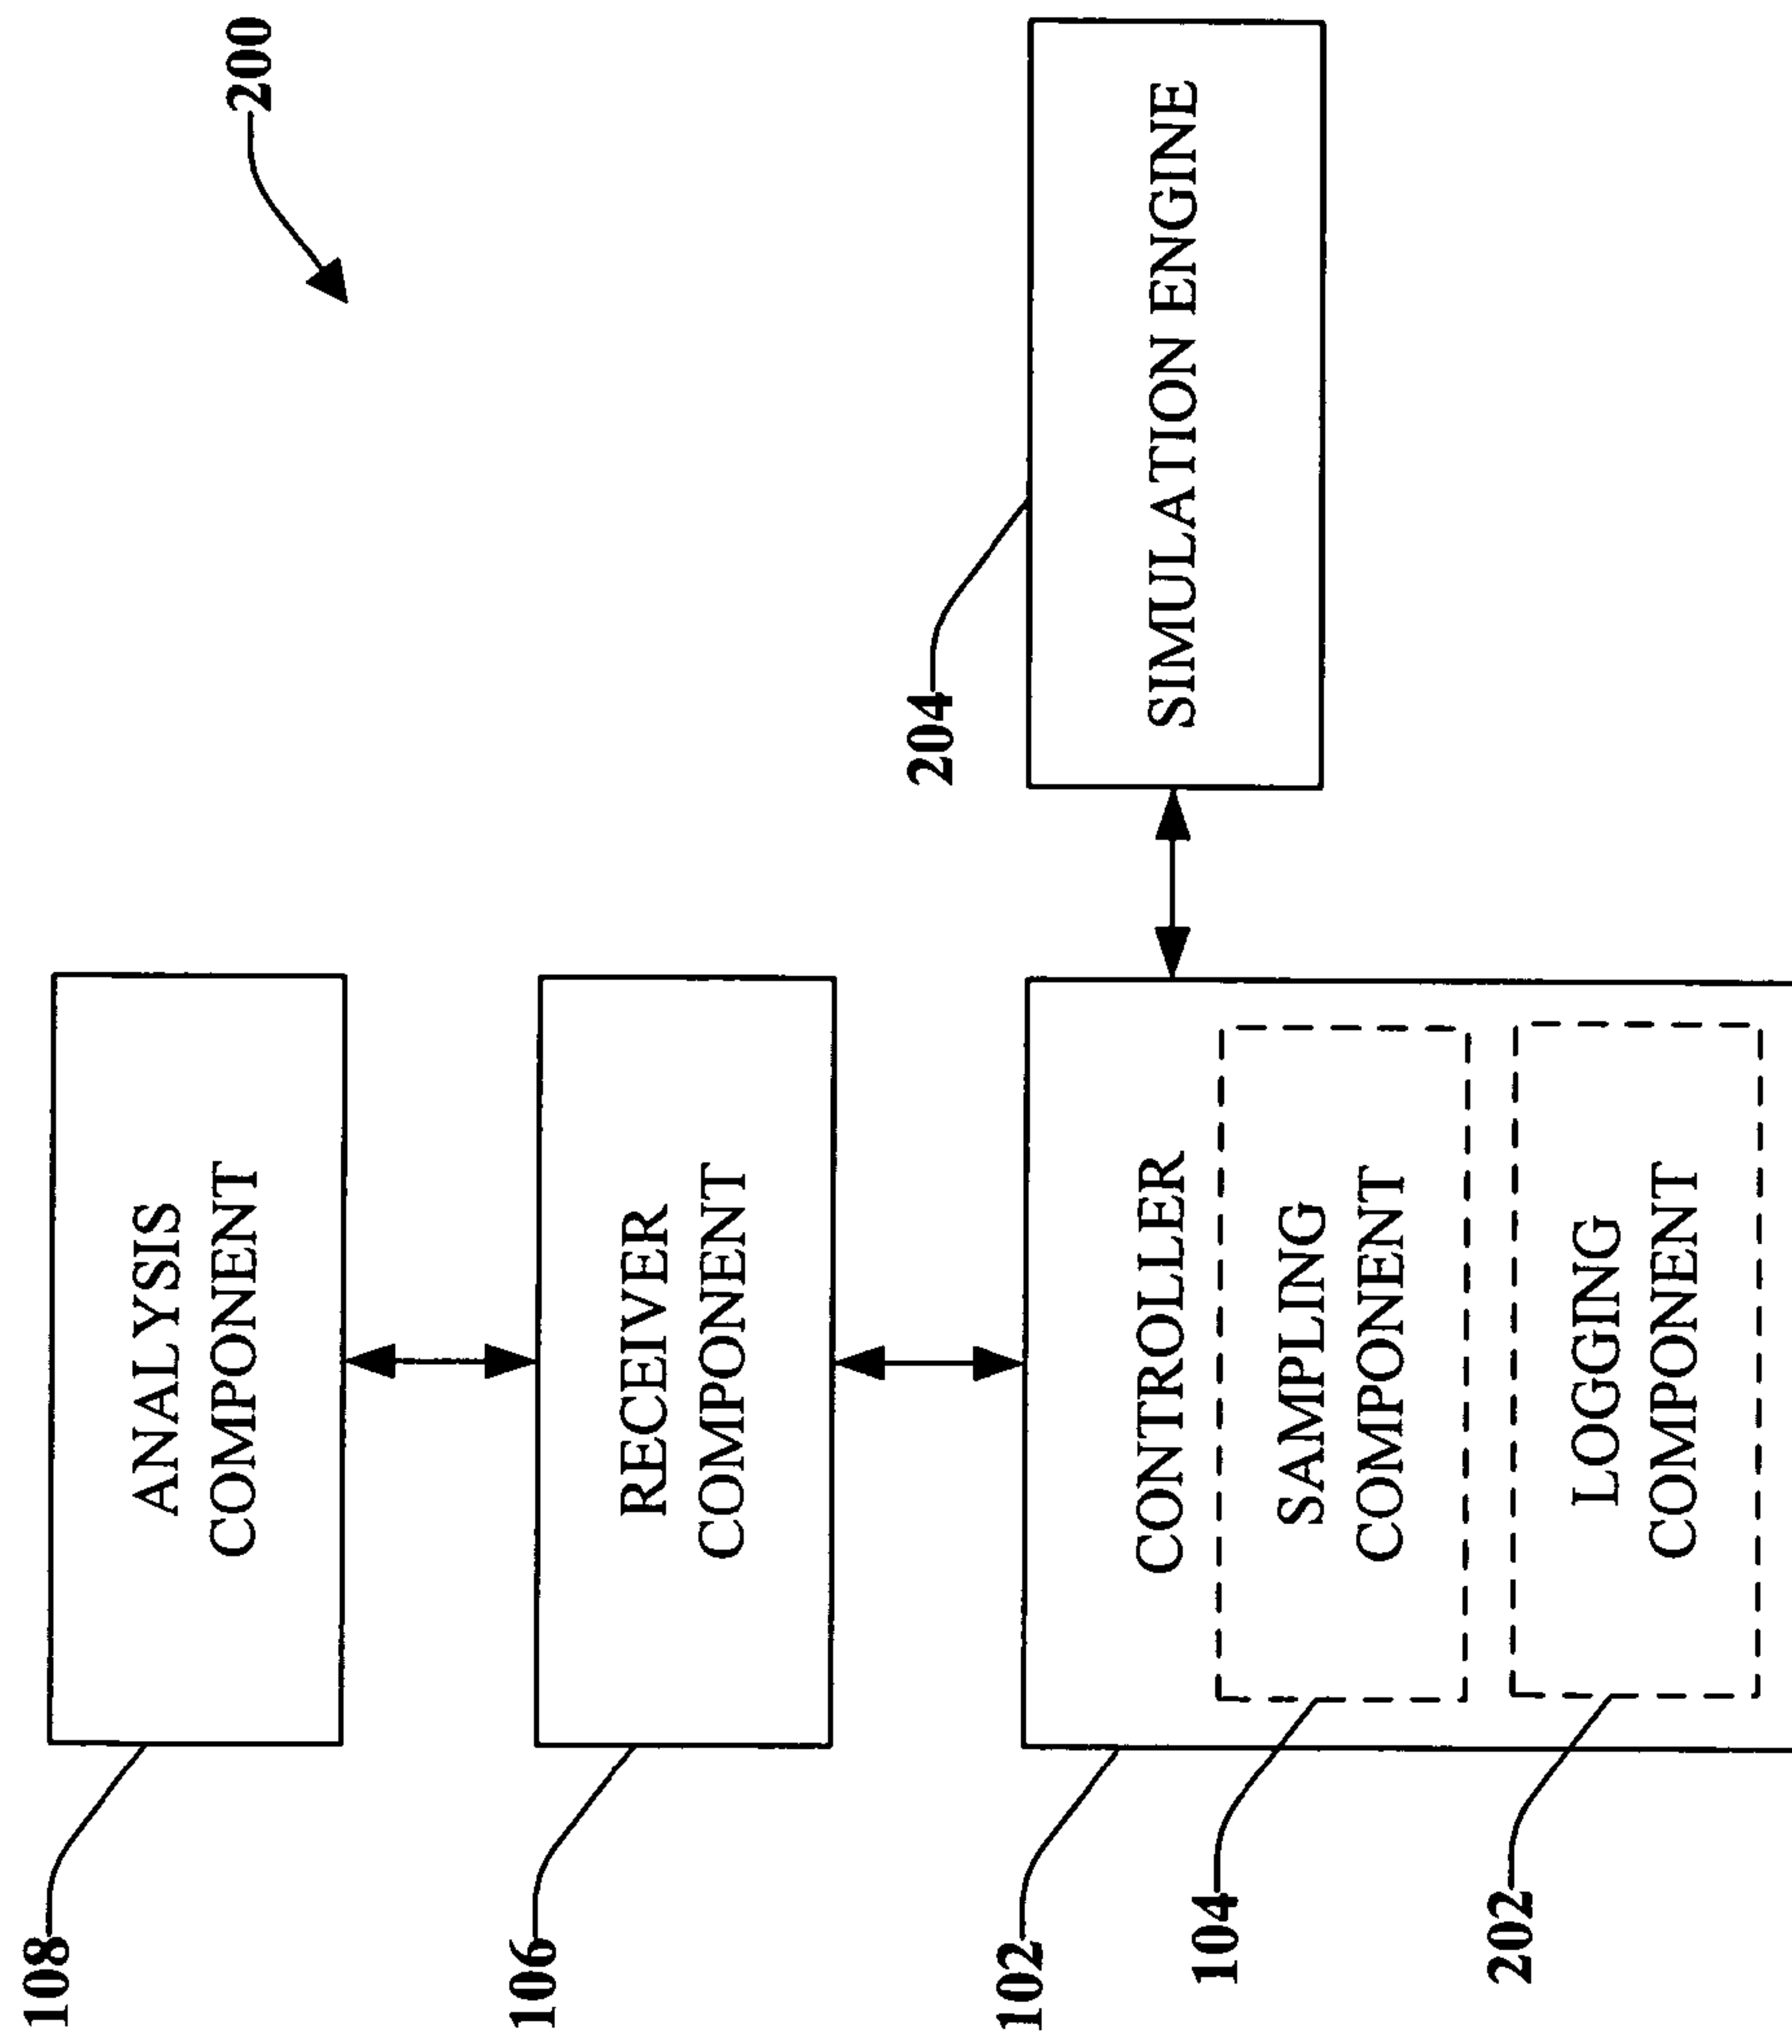 200
108
ANALYSIS
COMPONENT
106
RECEIVER
COMPONENT
204
SIMULATION ENGINE
102
CONTROLLER
104
SAMPLING
COMPONENT
202
LOGGING
COMPONENT